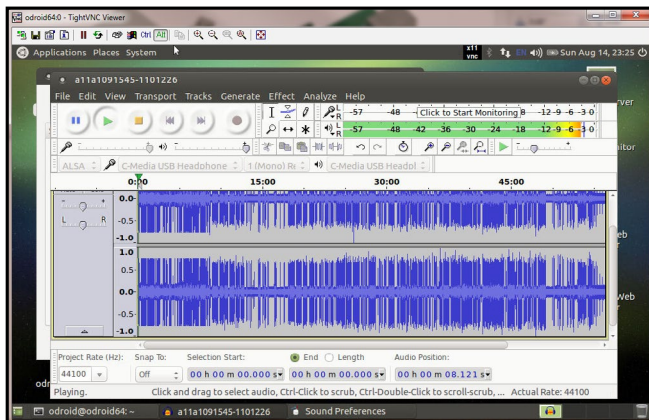 odroid64:0 - TightVNC Viewer
Ctrl Alt
Applications Places System
x11 vnc EN Sun Aug 14, 23:25
a11a1091545-1101226
File Edit View Transport Tracks Generate Effect Analyze Help
L R -57 -48 Click to Start Monitoring 8 -12 -9 -6 -3 0
L R -57 -48 -42 -36 -30 -24 -18 -12 -9 -6 -3 0
ALSA C-Media USB Headphone 1 (Mono) R C-Media USB Headpl
0:00 15:00 30:00 45:00
- +
L R
0.0
-0.5
-1.0
1.0
0.5
0.0
-0.5
-1.0
Project Rate (Hz): Snap To: Selection Start: End Length Audio Position:
44100 Off 00 h 00 m 00.000 s 00 h 00 m 00.000 s 00 h 00 m 08.121 s
Playing. Click and drag to select audio, Ctrl-Click to scrub, Ctrl-Double-Click to scroll-scrub, ... Actual Rate: 44100
odroid@odroid64: ~ a11a1091545-1101226 Sound Preferences